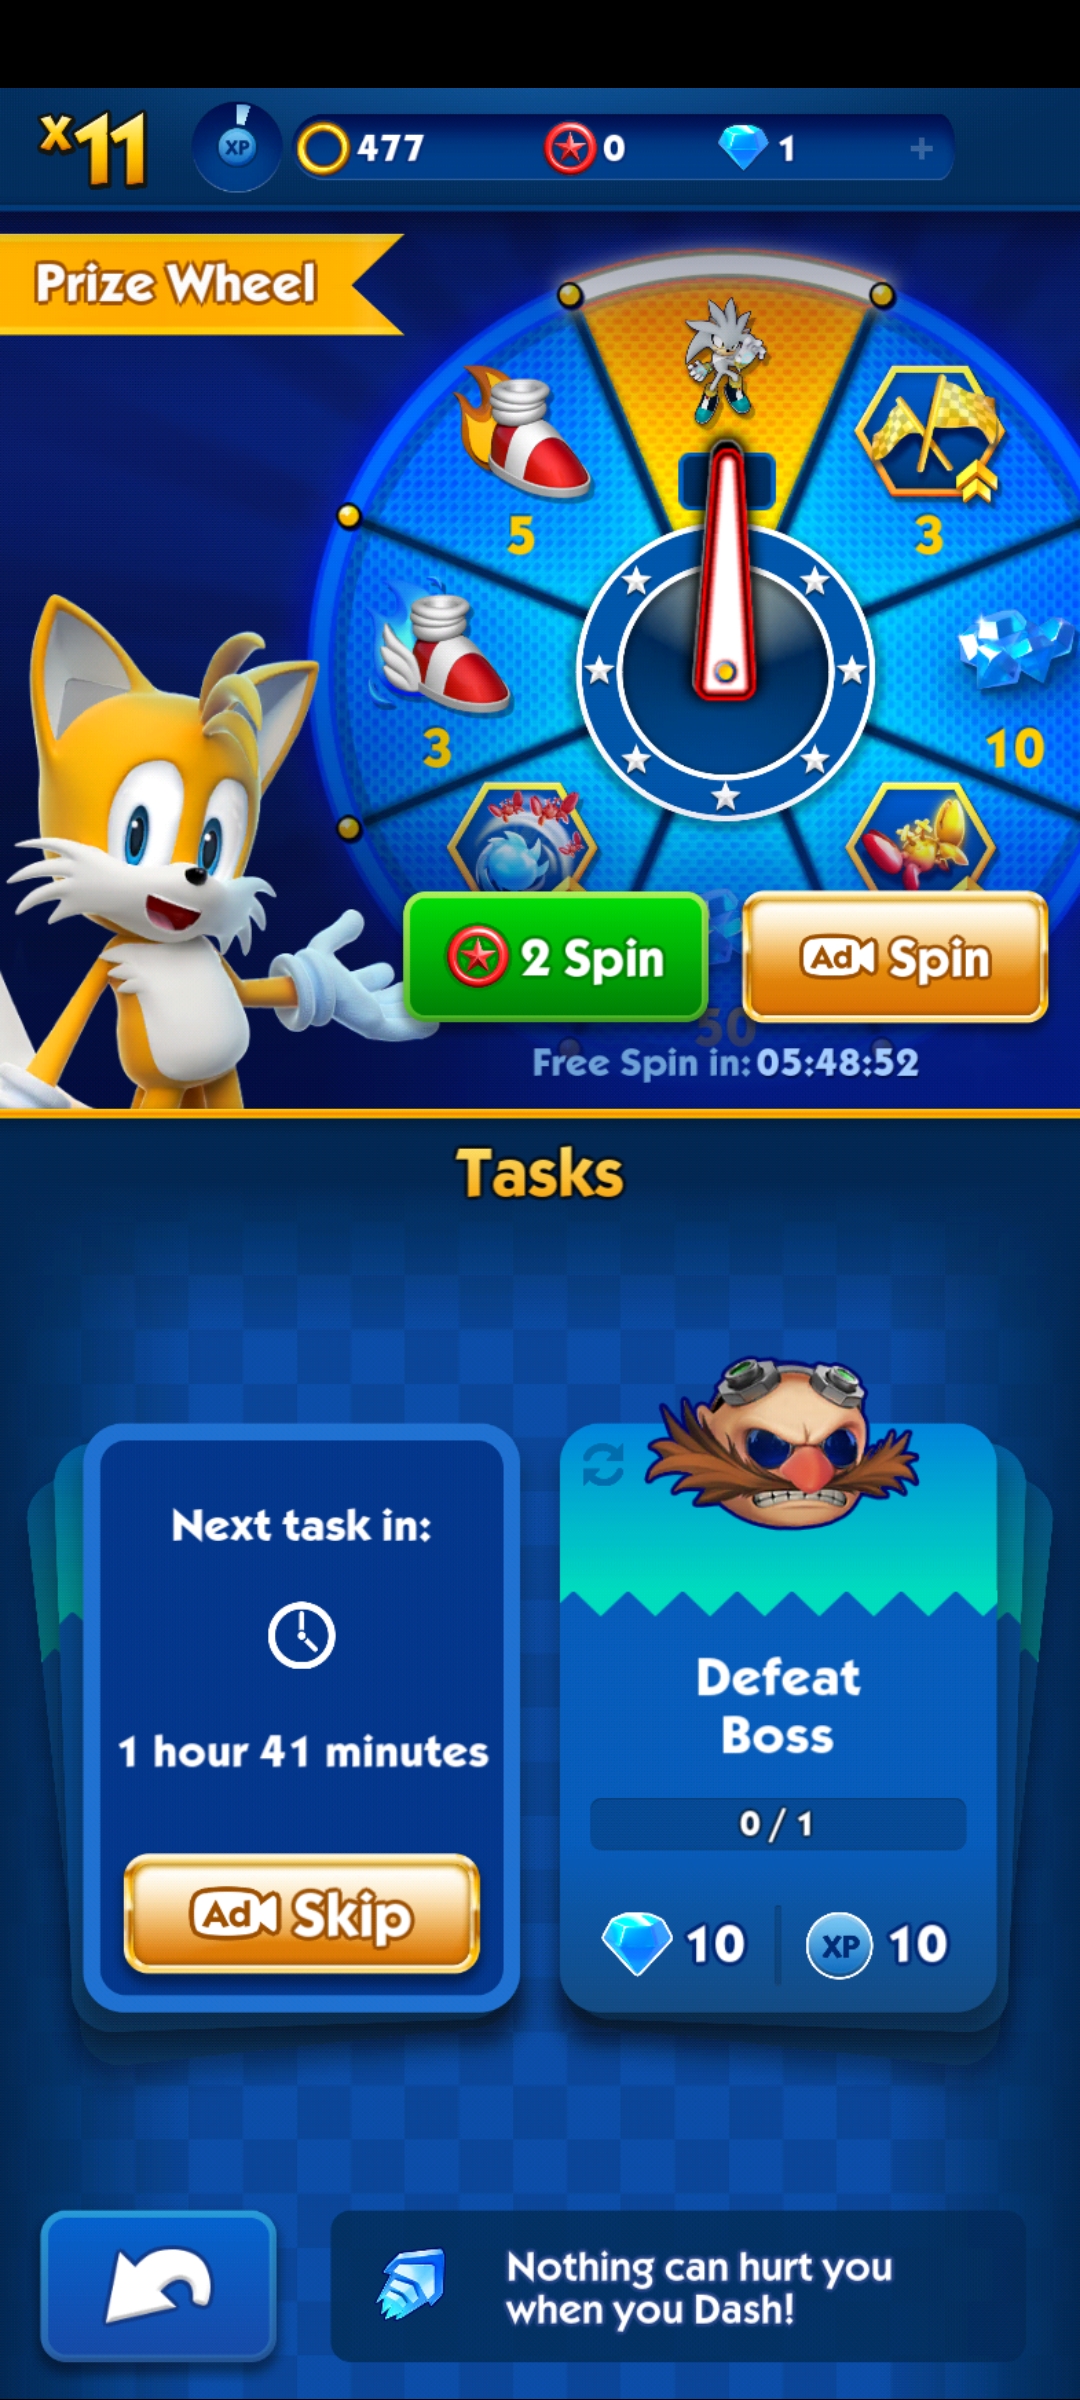 x11
XP
477
0
1
+
Prize Wheel
5
3
3
10
2 Spin
Ad Spin
50
Free Spin in: 05:48:52
Tasks
Next task in:
1 hour 41 minutes
Ad Skip
Defeat
Boss
0 / 1
10
XP 10
Nothing can hurt you
when you Dash!